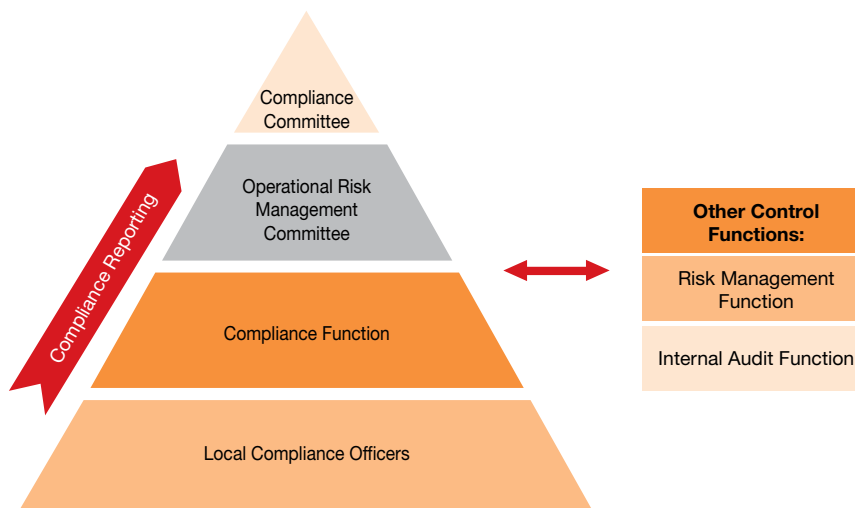 Compliance
Committee
Operational Risk
Management
Committee
Compliance Function
Local Compliance Officers
Compliance Reporting
Other Control
Functions:
Risk Management
Function
Internal Audit Function